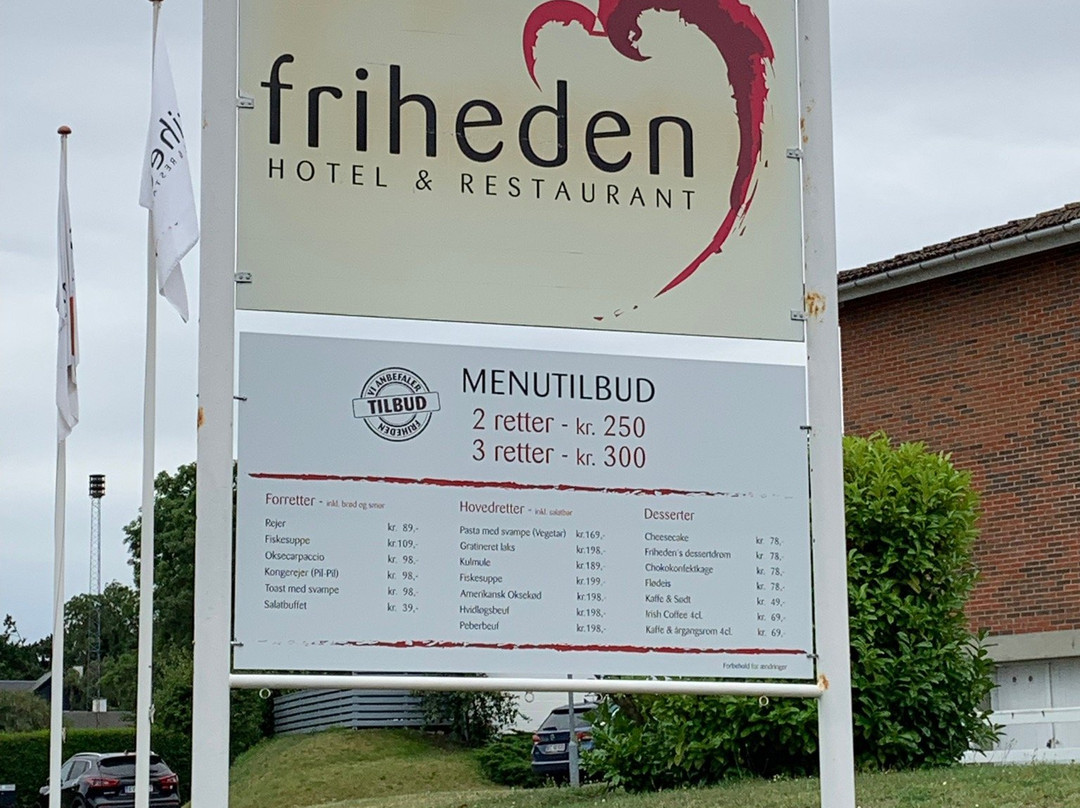 friheden
HOTEL & RESTAURANT
VI ANBEFALER
TILBUD
FRIHEDEN
MENUTILBUD
2 retter - kr. 250
3 retter - kr. 300
Forretter - inkl. brød og smør
Rejer kr. 89,-
Fiskesuppe kr.109,-
Oksecarpaccio kr. 98,-
Kongerejer (Pil-Pil) kr. 98,-
Toast med svampe kr. 98,-
Salatbuffet kr. 39,-
Hovedretter - inkl. salatbar
Pasta med svampe (Vegetar) kr.169,-
Gratineret laks kr.198,-
Kulmule kr.189,-
Fiskesuppe kr.199,-
Amerikansk Oksekød kr.198,-
Hvidløgsbeuf kr.198,-
Peberbeuf kr.198,-
Desserter
Cheesecake kr. 78,-
Friheden's dessertdrøm kr. 78,-
Chokokonfektkage kr. 78,-
Flødeis kr. 78,-
Kaffe & Sødt kr. 49,-
Irish Coffee 4cl. kr. 69,-
Kaffe & årgangsrom 4cl. kr. 69,-
Forbehold for ændringer